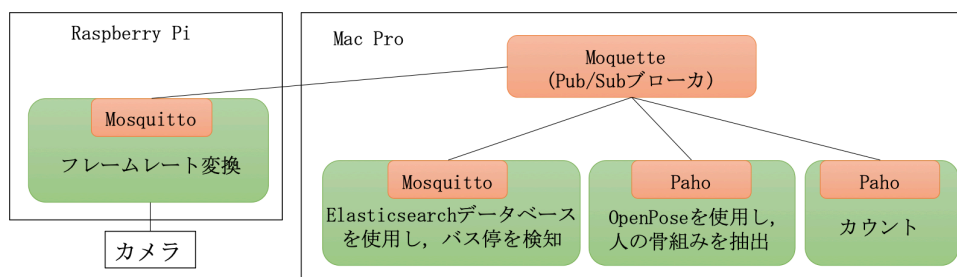 Raspberry Pi
Mosquitto
フレームレート変換
カメラ
Mac Pro
Moquette
(Pub/Subブローカ)
Mosquitto
Elasticsearchデータベース
を使用し, バス停を検知
Paho
OpenPoseを使用し,
人の骨組みを抽出
Paho
カウント